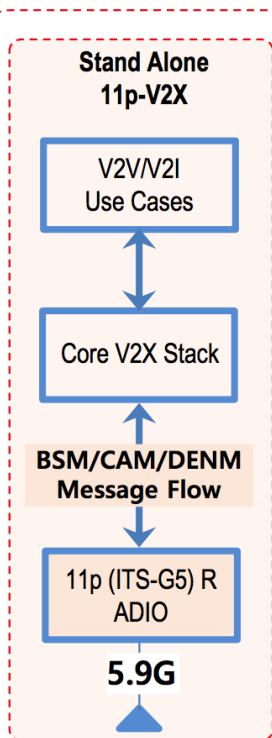 Stand Alone
11p-V2X
V2V/V2I
Use Cases
Core V2X Stack
BSM/CAM/DENM
Message Flow
11p (ITS-G5) R
ADIO
5.9G